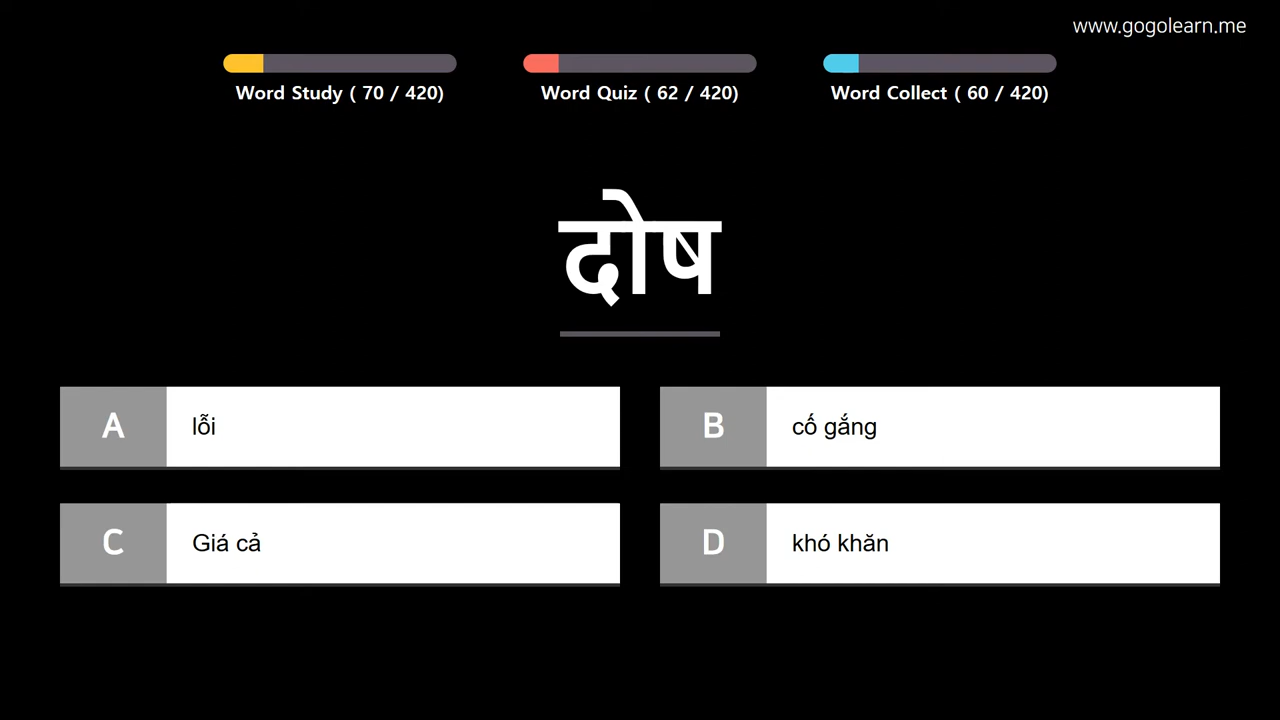 www.gogolearn.me
Word Study ( 70 / 420)
Word Quiz ( 62 / 420)
Word Collect ( 60 / 420)
दोष
A lỗi
B cố gắng
C Giá cả
D khó khăn